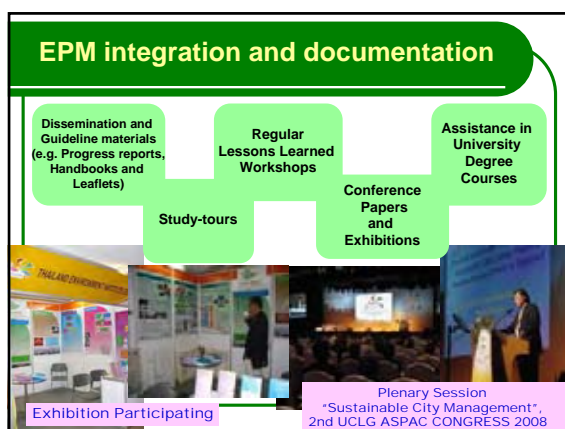 EPM integration and documentation
Dissemination and
Guideline materials
(e.g. Progress reports,
Handbooks and
Leaflets)
Regular
Lessons Learned
Workshops
Assistance in
University
Degree
Courses
Study-tours
Conference
Papers
and
Exhibitions
THAILAND ENVIRONMENT INSTITUTE
Exhibition Participating
Plenary Session
"Sustainable City Management",
2nd UCLG ASPAC CONGRESS 2008